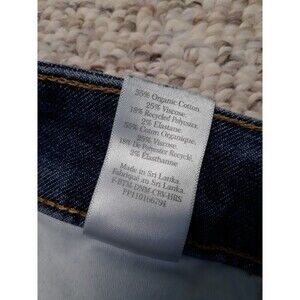 55% Organic Cotton.
25% Viscose.
18% Recycled Polyester.
2% Elastane.
55% Coton Organique.
25% Viscose.
18% De Polyester Recyclé.
2% Élasthanne
Made in Sri Lanka.
Fabriqué au Sri Lanka.